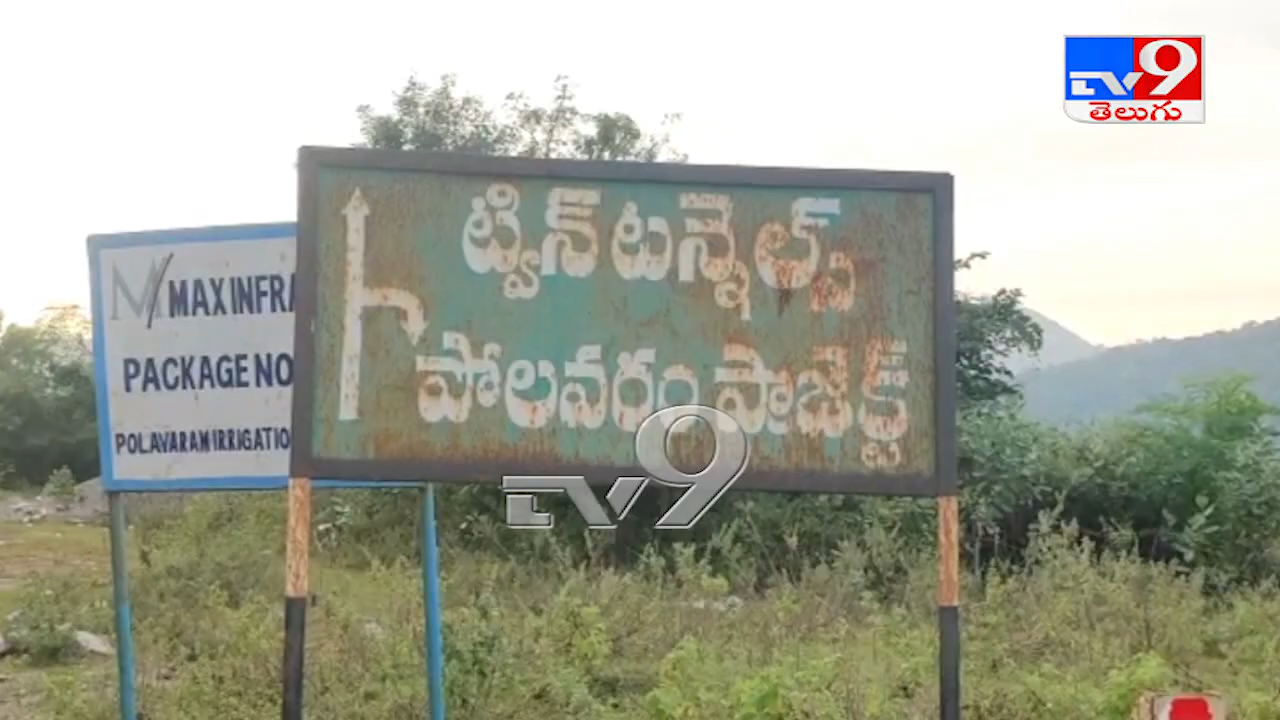 TV9
తెలుగు
ట్విన్ టన్నెల్స్
పోలవరం ప్రాజెక్ట్
MAX INFRA
PACKAGE NO
POLAVARAM IRRIGATIO
TV9